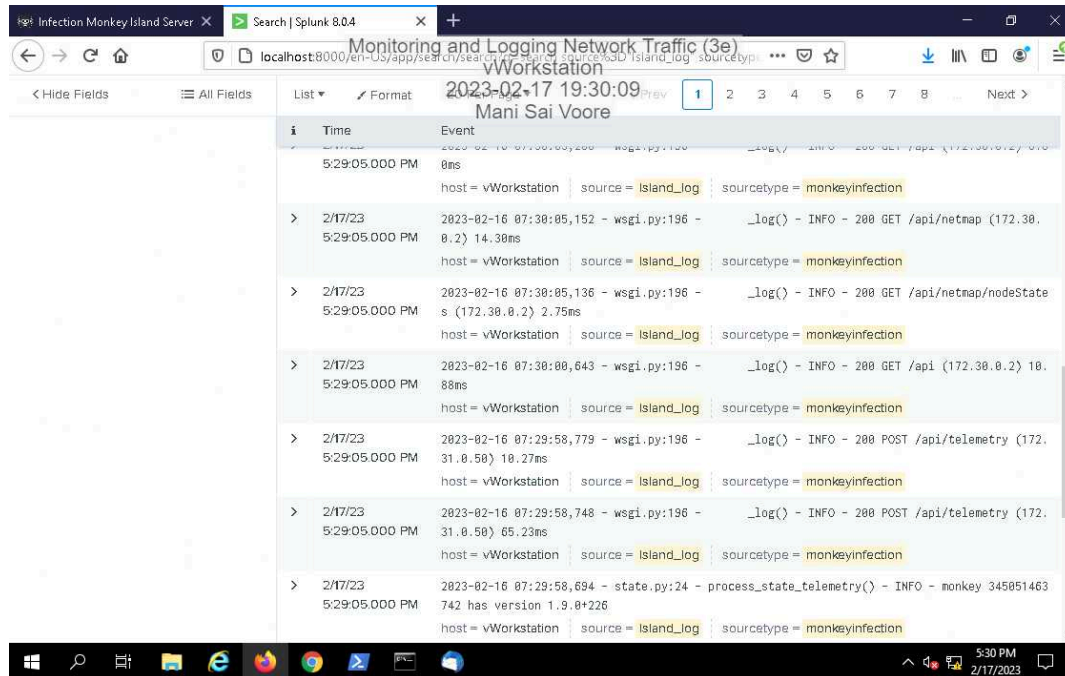 Infection Monkey Island Server
Search | Splunk 8.0.4
localhost:8000/en-US/app/search/search
Monitoring and Logging Network Traffic (3e)
vWorkstation
2023-02-17 19:30:09
Mani Sai Voore
Hide Fields All Fields List Format Prev 1 2 3 4 5 6 7 8 ... Next >
i Time Event
5:29:05.000 PM 0ms
host = vWorkstation source = Island_log sourcetype = monkeyinfection
> 2/17/23 2023-02-16 07:30:05,152 - wsgi.py:196 - _log() - INFO - 200 GET /api/netmap (172.30.
5:29:05.000 PM 0.2) 14.30ms
host = vWorkstation source = Island_log sourcetype = monkeyinfection
> 2/17/23 2023-02-16 07:30:05,136 - wsgi.py:196 - _log() - INFO - 200 GET /api/netmap/nodeState
5:29:05.000 PM s (172.30.0.2) 2.75ms
host = vWorkstation source = Island_log sourcetype = monkeyinfection
> 2/17/23 2023-02-16 07:30:00,643 - wsgi.py:196 - _log() - INFO - 200 GET /api (172.30.0.2) 10.
5:29:05.000 PM 88ms
host = vWorkstation source = Island_log sourcetype = monkeyinfection
> 2/17/23 2023-02-16 07:29:58,779 - wsgi.py:196 - _log() - INFO - 200 POST /api/telemetry (172.
5:29:05.000 PM 31.0.50) 10.27ms
host = vWorkstation source = Island_log sourcetype = monkeyinfection
> 2/17/23 2023-02-16 07:29:58,748 - wsgi.py:196 - _log() - INFO - 200 POST /api/telemetry (172.
5:29:05.000 PM 31.0.50) 65.23ms
host = vWorkstation source = Island_log sourcetype = monkeyinfection
> 2/17/23 2023-02-16 07:29:58,694 - state.py:24 - process_state_telemetry() - INFO - monkey 345051463
5:29:05.000 PM 742 has version 1.9.0+226
host = vWorkstation source = Island_log sourcetype = monkeyinfection
5:30 PM
2/17/2023